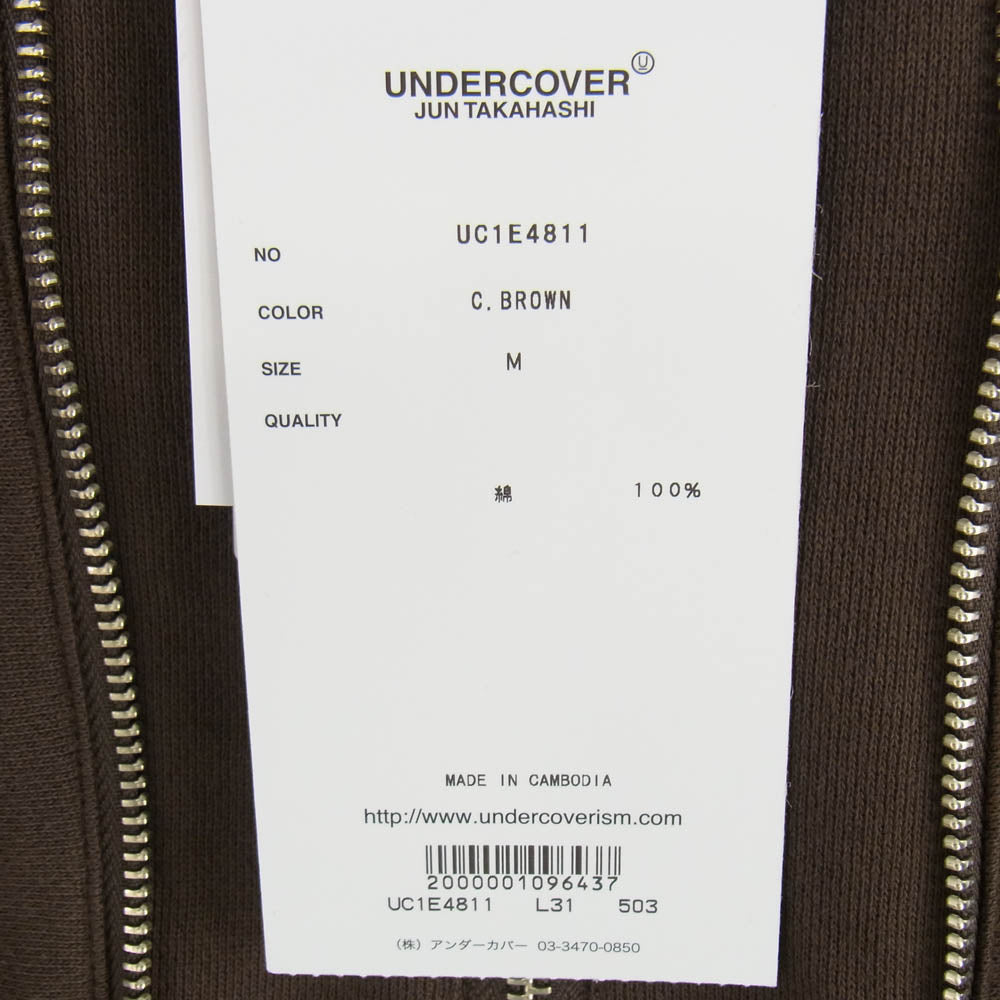 UNDERCOVER
U
JUN TAKAHASHI
NO UC1E4811
COLOR C. BROWN
SIZE M
QUALITY
綿 100%
MADE IN CAMBODIA
http://www.undercoverism.com
2000001096437
UC1E4811 L31 503
(株) アンダーカバー 03-3470-0850